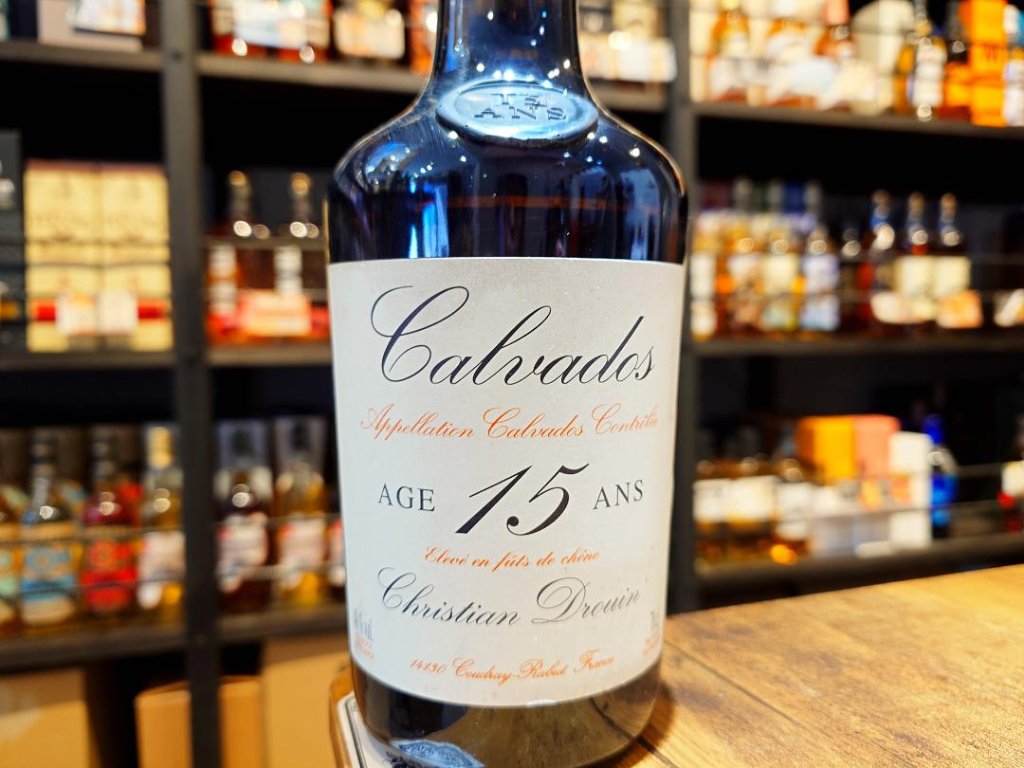 15
ANS
Calvados
Appellation Calvados Contrôlée
AGE 15 ANS
Elevé en fûts de chêne
Christian Drouin
14130 Coudray-Rabut France